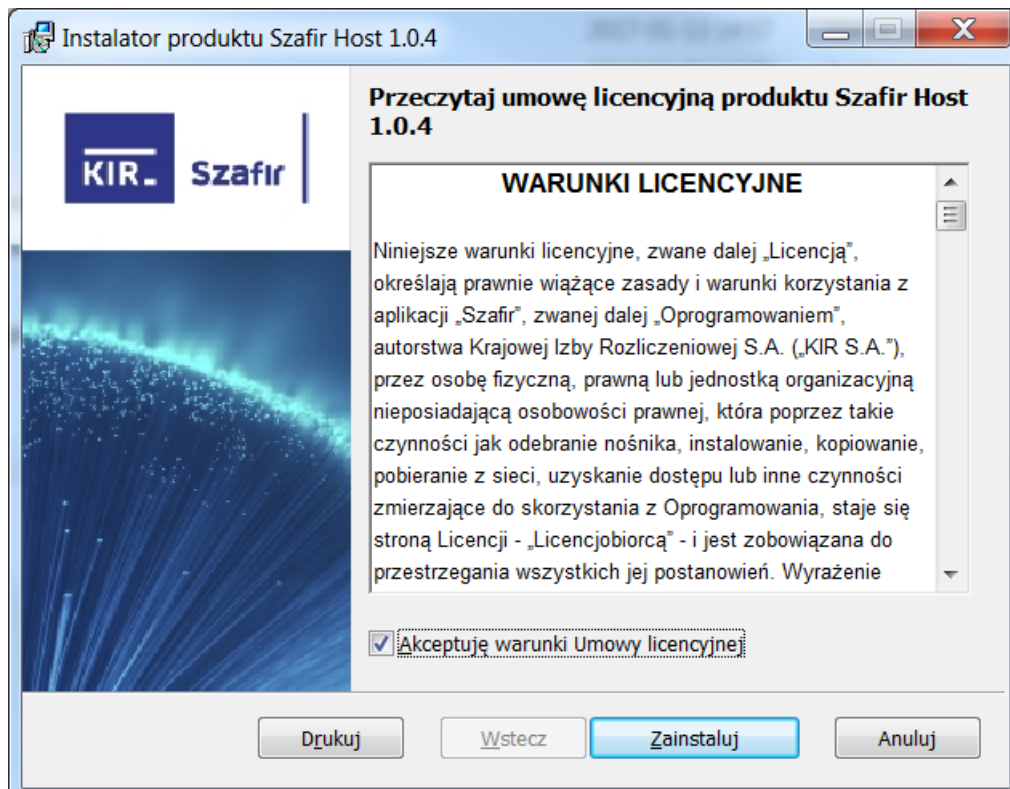 Instalator produktu Szafir Host 1.0.4
KIR
Szafir
Przeczytaj umowę licencyjną produktu Szafir Host
1.0.4
WARUNKI LICENCYJNE
Niniejsze warunki licencyjne, zwane dalej „Licencją”,
określają prawnie wiążące zasady i warunki korzystania z
aplikacji „Szafir”, zwanej dalej „Oprogramowaniem”,
autorstwa Krajowej Izby Rozliczeniowej S.A. („KIR S.A.”),
przez osobę fizyczną, prawną lub jednostką organizacyjną
nieposiadającą osobowości prawnej, która poprzez takie
czynności jak odebranie nośnika, instalowanie, kopiowanie,
pobieranie z sieci, uzyskanie dostępu lub inne czynności
zmierzające do skorzystania z Oprogramowania, staje się
stroną Licencji - „Licencjobiorcą” - i jest zobowiązana do
przestrzegania wszystkich jej postanowień. Wyrażenie
Akceptuję warunki Umowy licencyjnej
Drukuj
Wstecz
Zainstaluj
Anuluj